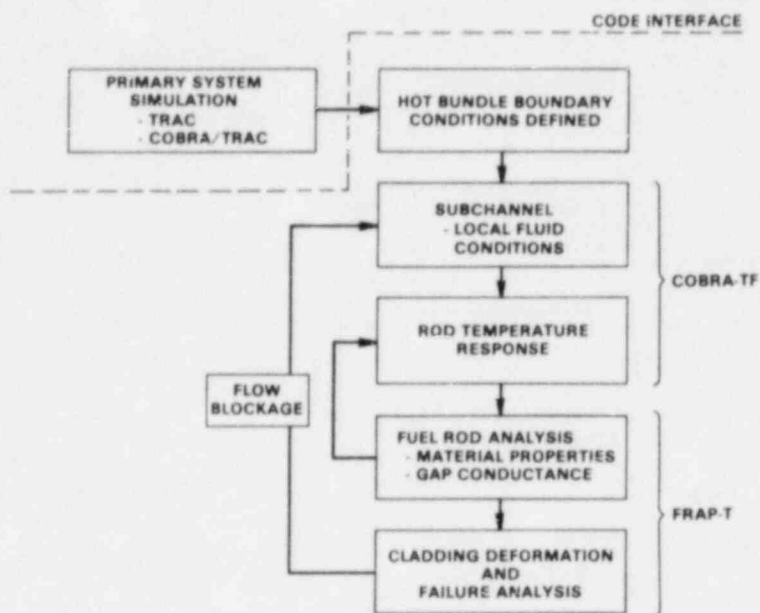 CODE INTERFACE
PRIMARY SYSTEM
SIMULATION
- TRAC
- COBRA/TRAC
HOT BUNDLE BOUNDARY
CONDITIONS DEFINED
SUBCHANNEL
- LOCAL FLUID
CONDITIONS
COBRA-TF
ROD TEMPERATURE
RESPONSE
FLOW
BLOCKAGE
FUEL ROD ANALYSIS
- MATERIAL PROPERTIES
- GAP CONDUCTANCE
FRAP-T
CLADDING DEFORMATION
AND
FAILURE ANALYSIS